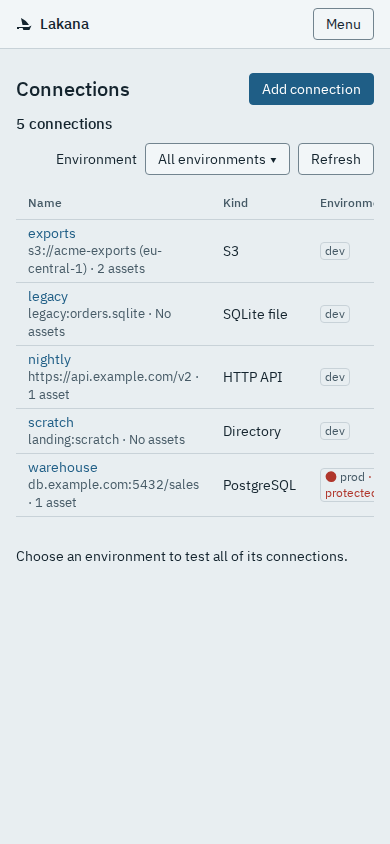 Lakana
Menu
Connections
Add connection
5 connections
Environment
All environments ▾
Refresh
Name
Kind
exports
s3://acme-exports (eu-
central-1) · 2 assets
S3
dev
legacy
legacy:orders.sqlite · No
assets
SQLite file
dev
nightly
https://api.example.com/v2 ·
1 asset
HTTP API
dev
scratch
landing:scratch · No assets
Directory
dev
warehouse
db.example.com:5432/sales
· 1 asset
PostgreSQL
prod ·
Choose an environment to test all of its connections.